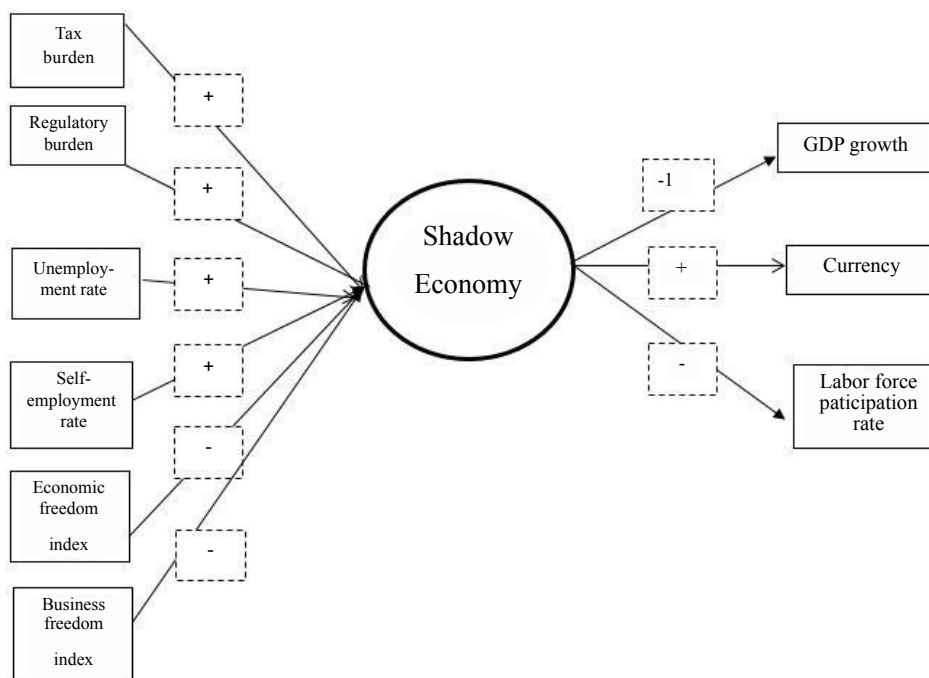 Tax
burden
+
Regulatory
burden
+
Unemploy-
ment rate
+
Self-
employment
rate
+
Economic
freedom
index
-
Business
freedom
index
-
Shadow
Economy
-1
GDP growth
+
Currency
-
Labor force
paticipation
rate